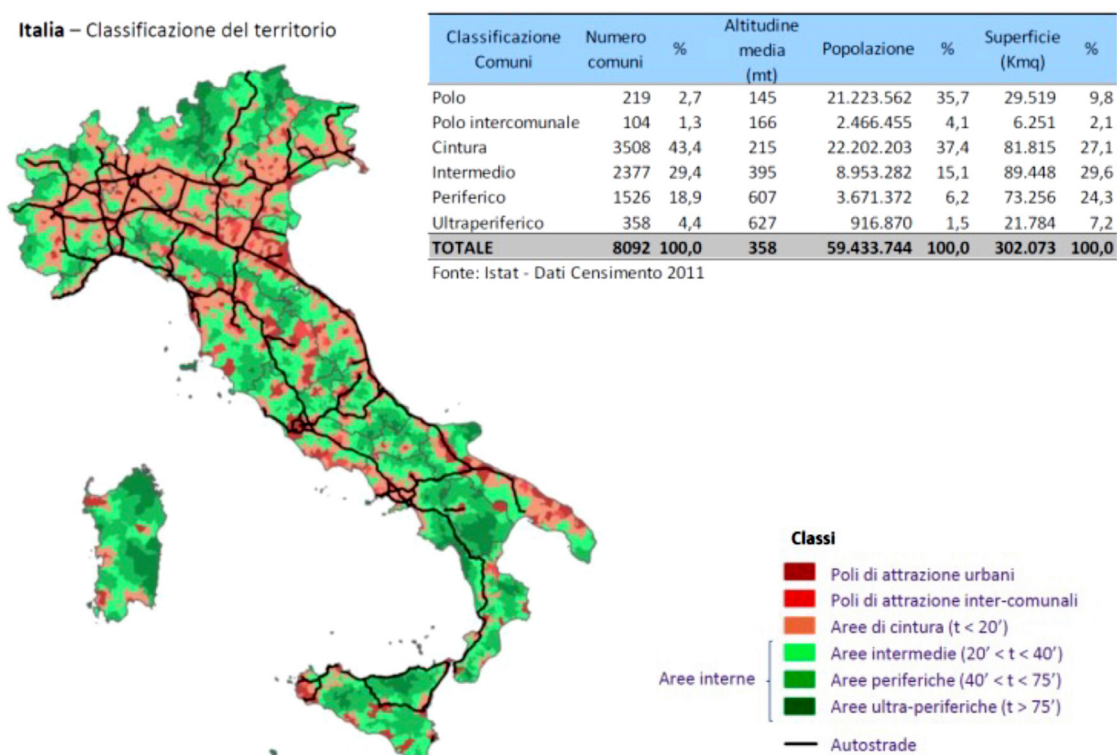 Italia – Classificazione del territorio
Classificazione Comuni Numero comuni % Altitudine media (mt) Popolazione % Superficie (Kmq) %
Polo 219 2,7 145 21.223.562 35,7 29.519 9,8
Polo intercomunale 104 1,3 166 2.466.455 4,1 6.251 2,1
Cintura 3508 43,4 215 22.202.203 37,4 81.815 27,1
Intermedio 2377 29,4 395 8.953.282 15,1 89.448 29,6
Periferico 1526 18,9 607 3.671.372 6,2 73.256 24,3
Ultraperiferico 358 4,4 627 916.870 1,5 21.784 7,2
TOTALE 8092 100,0 358 59.433.744 100,0 302.073 100,0
Fonte: Istat - Dati Censimento 2011
Classi
Poli di attrazione urbani
Poli di attrazione inter-comunali
Aree di cintura (t < 20')
Aree interne
Aree intermedie (20' < t < 40')
Aree periferiche (40' < t < 75')
Aree ultra-periferiche (t > 75')
Autostrade